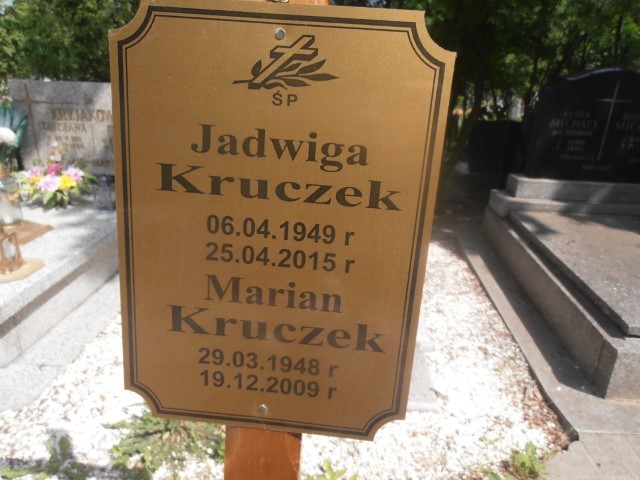 ŚP
Jadwiga
Kruczek
06.04.1949 r
25.04.2015 r
Marian
Kruczek
29.03.1948 r
19.12.2009 r